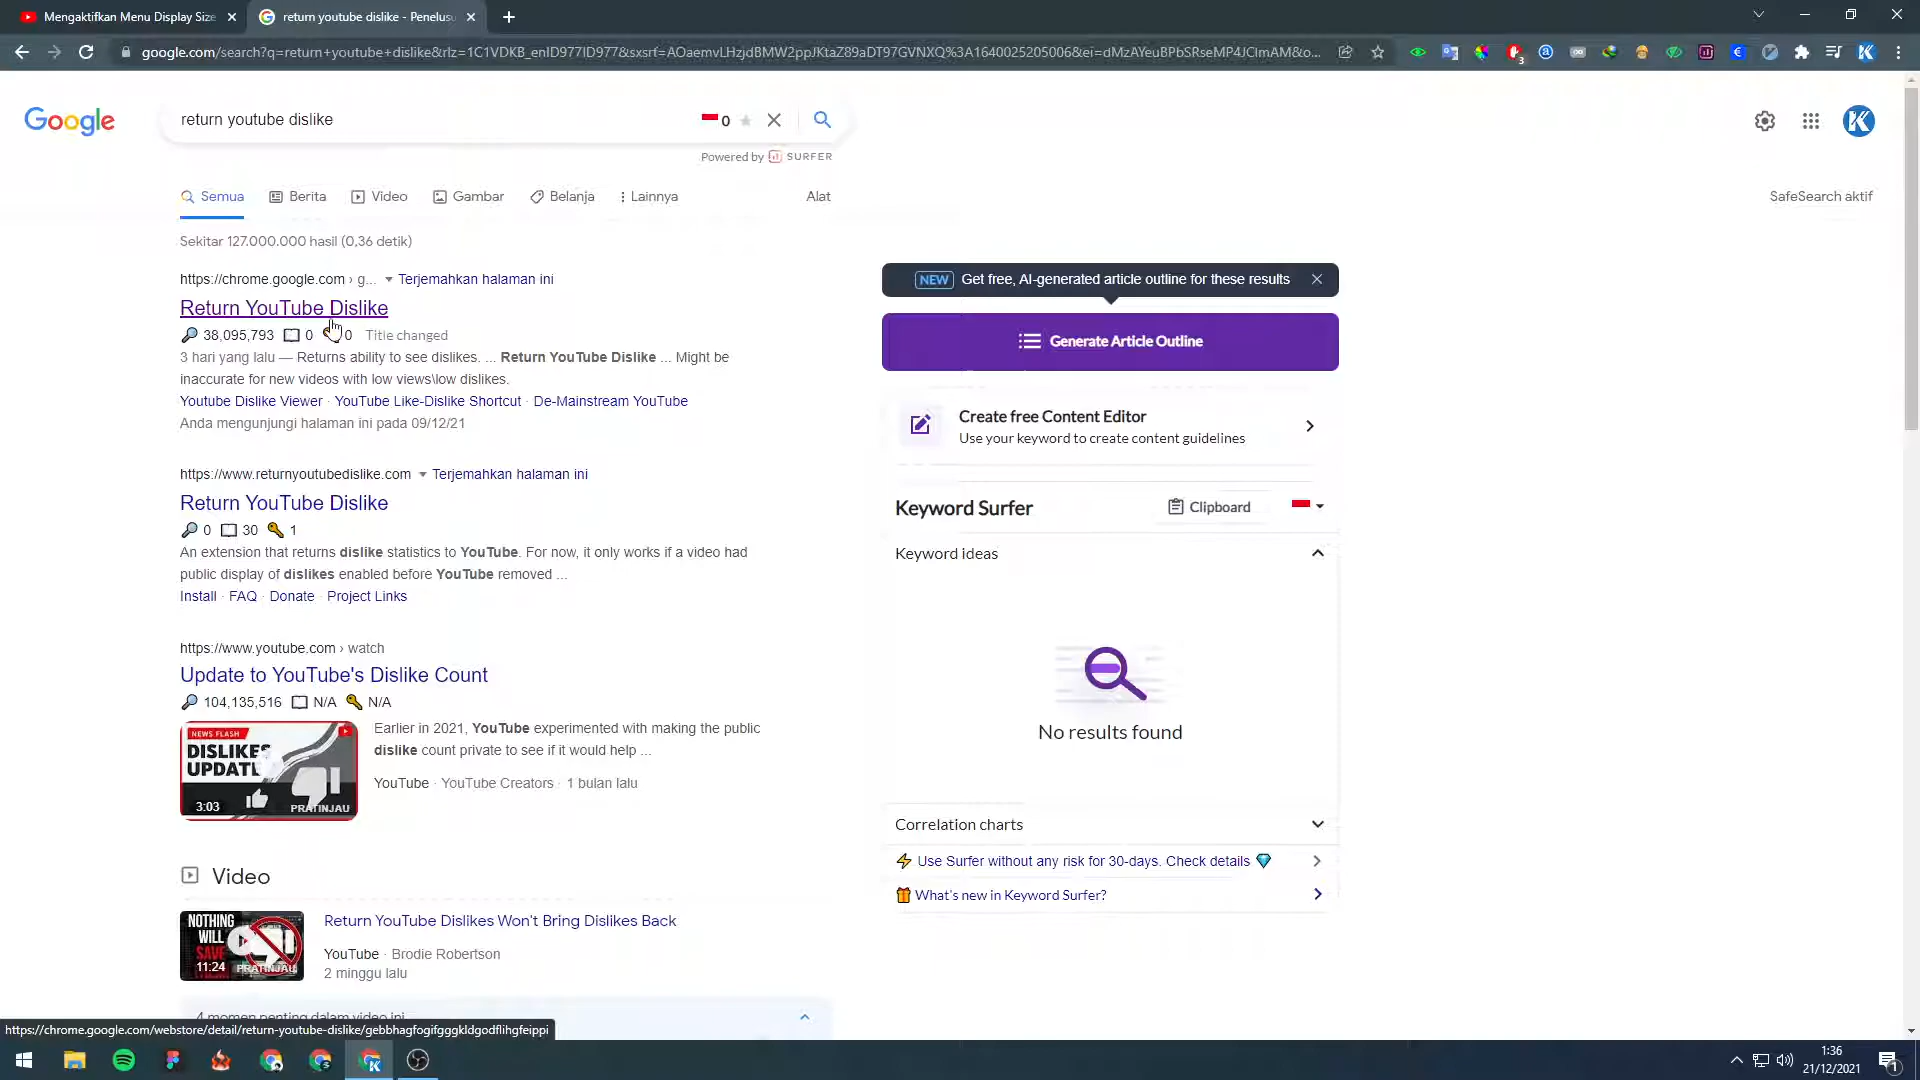 Mengaktifkan Menu Display Size
return youtube dislike - Penelusu
google.com/search?q=return+youtube+dislike&rlz=1C1VDKB_enID977ID977&sxsrf=AOaemvLHzjdBMW2ppJKtaZ89aDT97GVNXQ%3A1640025205006&ei=dMzAYeuBPbSRseMP4JCImAM&o...
Google
return youtube dislike
0
Powered by SURFER
Semua
Berita
Video
Gambar
Belanja
Lainnya
Alat
SafeSearch aktif
Sekitar 127.000.000 hasil (0,36 detik)
https://chrome.google.com › g... Terjemahkan halaman ini
Return YouTube Dislike
38,095,793 0 0 Title changed
3 hari yang lalu — Returns ability to see dislikes. ... Return YouTube Dislike ... Might be
inaccurate for new videos with low views\low dislikes.
Youtube Dislike Viewer · YouTube Like-Dislike Shortcut · De-Mainstream YouTube
Anda mengunjungi halaman ini pada 09/12/21
https://www.returnyoutubedislike.com Terjemahkan halaman ini
Return YouTube Dislike
0 30 1
An extension that returns dislike statistics to YouTube. For now, it only works if a video had
public display of dislikes enabled before YouTube removed ...
Install · FAQ · Donate · Project Links
https://www.youtube.com › watch
Update to YouTube's Dislike Count
104,135,516 N/A N/A
NEWS FLASH
DISLIKES
UPDATE
3:03
PRATINJAU
Earlier in 2021, YouTube experimented with making the public
dislike count private to see if it would help ...
YouTube · YouTube Creators · 1 bulan lalu
Video
NOTHING
WILL
SAVE
11:24
PRATINJAU
Return YouTube Dislikes Won't Bring Dislikes Back
YouTube · Brodie Robertson
2 minggu lalu
4 momen penting dalam video ini
NEW Get free, AI-generated article outline for these results
Generate Article Outline
Create free Content Editor
Use your keyword to create content guidelines
Keyword Surfer
Clipboard
Keyword ideas
No results found
Correlation charts
Use Surfer without any risk for 30-days. Check details
What's new in Keyword Surfer?
https://chrome.google.com/webstore/detail/return-youtube-dislike/gebbhagfogifgggkldgodflihgfeippi
1:36
21/12/2021